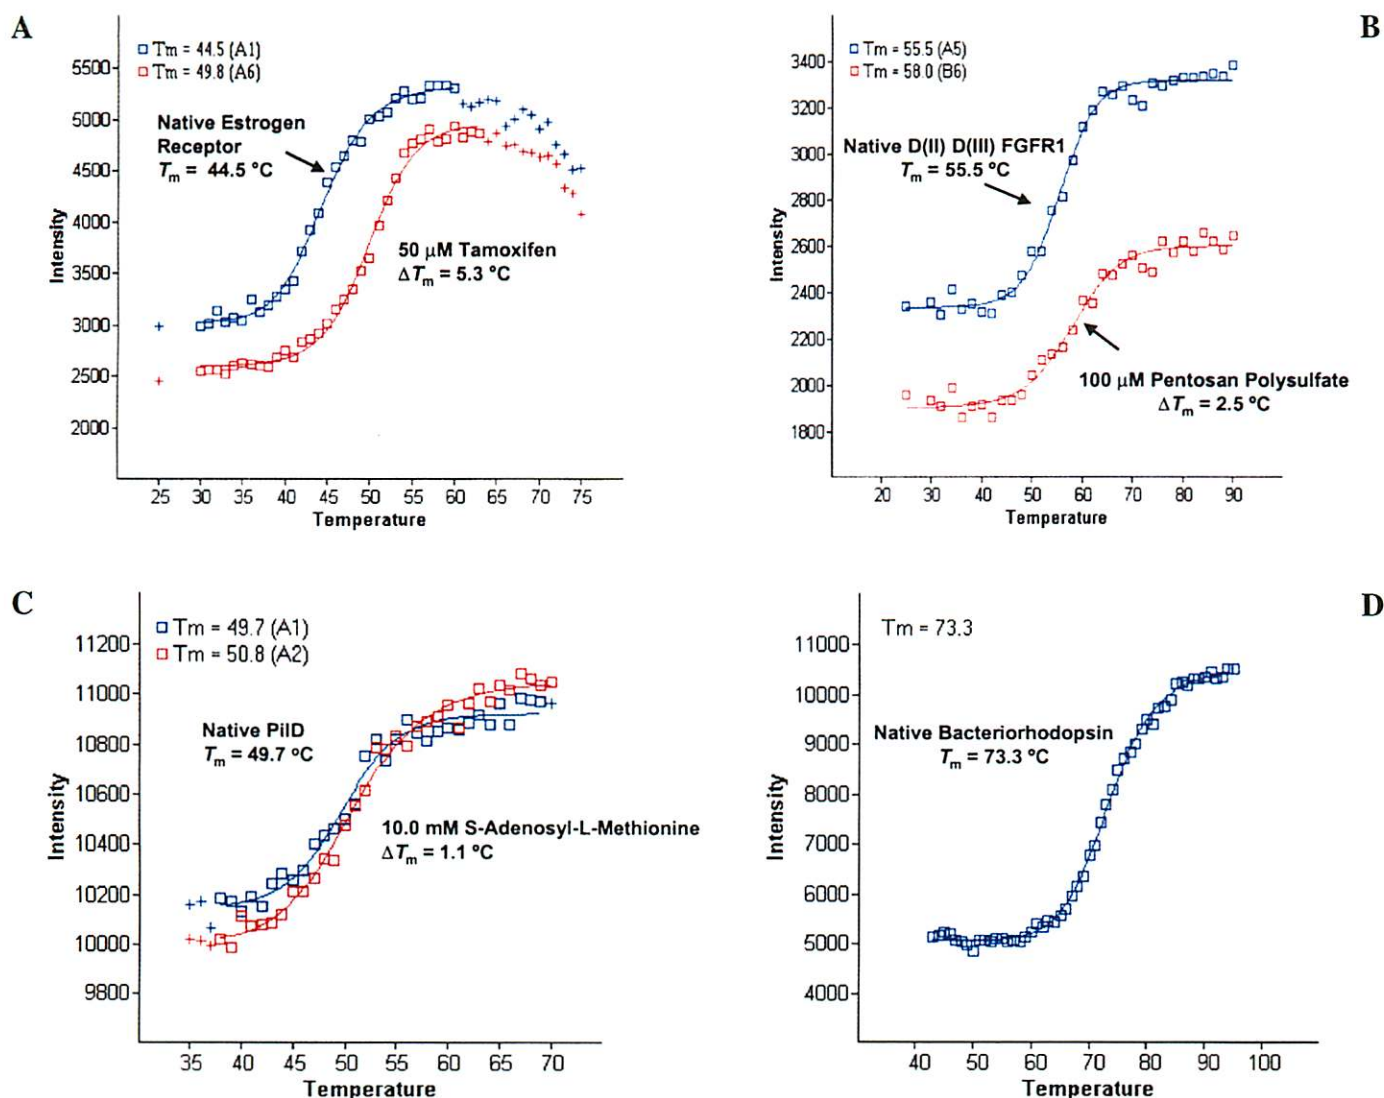 A
Tm = 44.5 (A1)
Tm = 49.8 (A6)
5500
5000
4500
4000
3500
3000
2500
2000
Intensity
Native Estrogen
Receptor
Tm = 44.5 ºC
50 μM Tamoxifen
ΔTm = 5.3 ºC
25 30 35 40 45 50 55 60 65 70 75
Temperature
B
Tm = 55.5 (A5)
Tm = 58.0 (B6)
3400
3200
3000
2800
2600
2400
2200
2000
1800
Intensity
Native D(II) D(III) FGFR1
Tm = 55.5 ºC
100 μM Pentosan Polysulfate
ΔTm = 2.5 ºC
20 30 40 50 60 70 80 90
Temperature
C
Tm = 49.7 (A1)
Tm = 50.8 (A2)
11200
11000
10800
10600
10400
10200
10000
9800
Intensity
Native PilD
Tm = 49.7 ºC
10.0 mM S-Adenosyl-L-Methionine
ΔTm = 1.1 ºC
35 40 45 50 55 60 65 70
Temperature
D
Tm = 73.3
11000
10000
9000
8000
7000
6000
5000
4000
Intensity
Native Bacteriorhodopsin
Tm = 73.3 ºC
40 50 60 70 80 90 100
Temperature